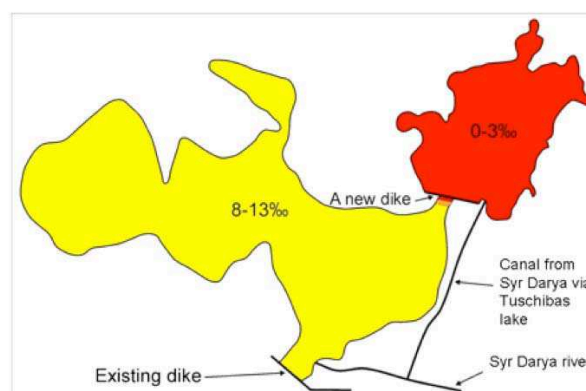 0-3‰
8-13‰
A new dike
Canal from
Syr Darya via
Tuschibas
lake
Existing dike
Syr Darya rive